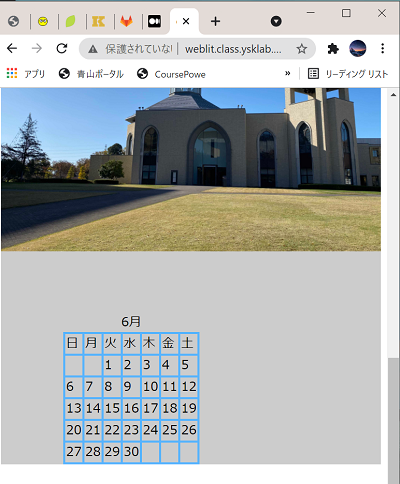 保護されていな weblit.class.ysklab....
アプリ 青山ポータル CoursePowe » リーディング リスト
6月
日 月 火 水 木 金 土
1 2 3 4 5
6 7 8 9 10 11 12
13 14 15 16 17 18 19
20 21 22 23 24 25 26
27 28 29 30